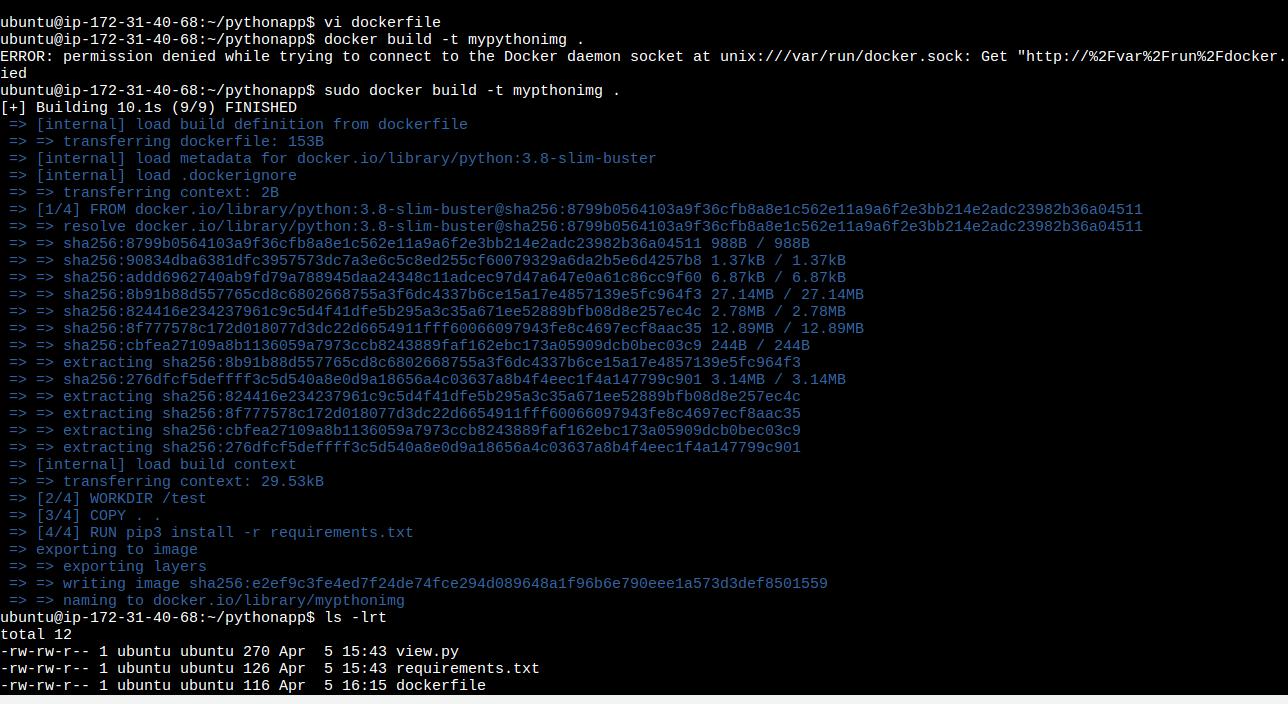 ubuntu@ip-172-31-40-68:~/pythonapp$ vi dockerfile
ubuntu@ip-172-31-40-68:~/pythonapp$ docker build -t mypythonimg .
ERROR: permission denied while trying to connect to the Docker daemon socket at unix:///var/run/docker.sock: Get "http://%2Fvar%2Frun%2Fdocker.
ied
ubuntu@ip-172-31-40-68:~/pythonapp$ sudo docker build -t mypthonimg .
[+] Building 10.1s (9/9) FINISHED
=> [internal] load build definition from dockerfile
=> => transferring dockerfile: 153B
=> [internal] load metadata for docker.io/library/python:3.8-slim-buster
=> [internal] load .dockerignore
=> => transferring context: 2B
=> [1/4] FROM docker.io/library/python:3.8-slim-buster@sha256:8799b0564103a9f36cfb8a8e1c562e11a9a6f2e3bb214e2adc23982b36a04511
=> => resolve docker.io/library/python:3.8-slim-buster@sha256:8799b0564103a9f36cfb8a8e1c562e11a9a6f2e3bb214e2adc23982b36a04511
=> => sha256:8799b0564103a9f36cfb8a8e1c562e11a9a6f2e3bb214e2adc23982b36a04511 988B / 988B
=> => sha256:90834dba6381dfc3957573dc7a3e6c5c8ed255cf60079329a6da2b5e6d4257b8 1.37kB / 1.37kB
=> => sha256:addd6962740ab9fd79a788945daa24348c11adcec97d47a647e0a61c86cc9f60 6.87kB / 6.87kB
=> => sha256:8b91b88d557765cd8c6802668755a3f6dc4337b6ce15a17e4857139e5fc964f3 27.14MB / 27.14MB
=> => sha256:824416e234237961c9c5d4f41dfe5b295a3c35a671ee52889bfb08d8e257ec4c 2.78MB / 2.78MB
=> => sha256:8f777578c172d018077d3dc22d6654911fff60066097943fe8c4697ecf8aac35 12.89MB / 12.89MB
=> => sha256:cbfea27109a8b1136059a7973ccb8243889faf162ebc173a05909dcb0bec03c9 244B / 244B
=> => extracting sha256:8b91b88d557765cd8c6802668755a3f6dc4337b6ce15a17e4857139e5fc964f3
=> => sha256:276dfcf5deffff3c5d540a8e0d9a18656a4c03637a8b4f4eec1f4a147799c901 3.14MB / 3.14MB
=> => extracting sha256:824416e234237961c9c5d4f41dfe5b295a3c35a671ee52889bfb08d8e257ec4c
=> => extracting sha256:8f777578c172d018077d3dc22d6654911fff60066097943fe8c4697ecf8aac35
=> => extracting sha256:cbfea27109a8b1136059a7973ccb8243889faf162ebc173a05909dcb0bec03c9
=> => extracting sha256:276dfcf5deffff3c5d540a8e0d9a18656a4c03637a8b4f4eec1f4a147799c901
=> [internal] load build context
=> => transferring context: 29.53kB
=> [2/4] WORKDIR /test
=> [3/4] COPY . .
=> [4/4] RUN pip3 install -r requirements.txt
=> exporting to image
=> => exporting layers
=> => writing image sha256:e2ef9c3fe4ed7f24de74fce294d089648a1f96b6e790eee1a573d3def8501559
=> => naming to docker.io/library/mypthonimg
ubuntu@ip-172-31-40-68:~/pythonapp$ ls -lrt
total 12
-rw-rw-r-- 1 ubuntu ubuntu 270 Apr  5 15:43 view.py
-rw-rw-r-- 1 ubuntu ubuntu 126 Apr  5 15:43 requirements.txt
-rw-rw-r-- 1 ubuntu ubuntu 116 Apr  5 16:15 dockerfile